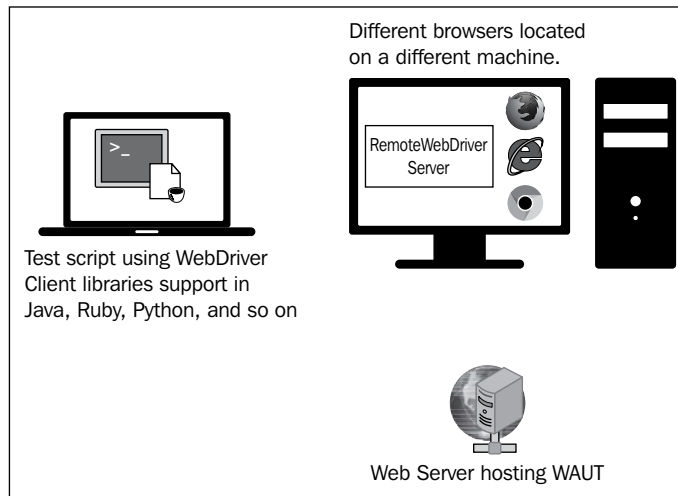 Different browsers located
on a different machine.
>_
RemoteWebDriver
Server
Test script using WebDriver
Client libraries support in
Java, Ruby, Python, and so on
Web Server hosting WAUT